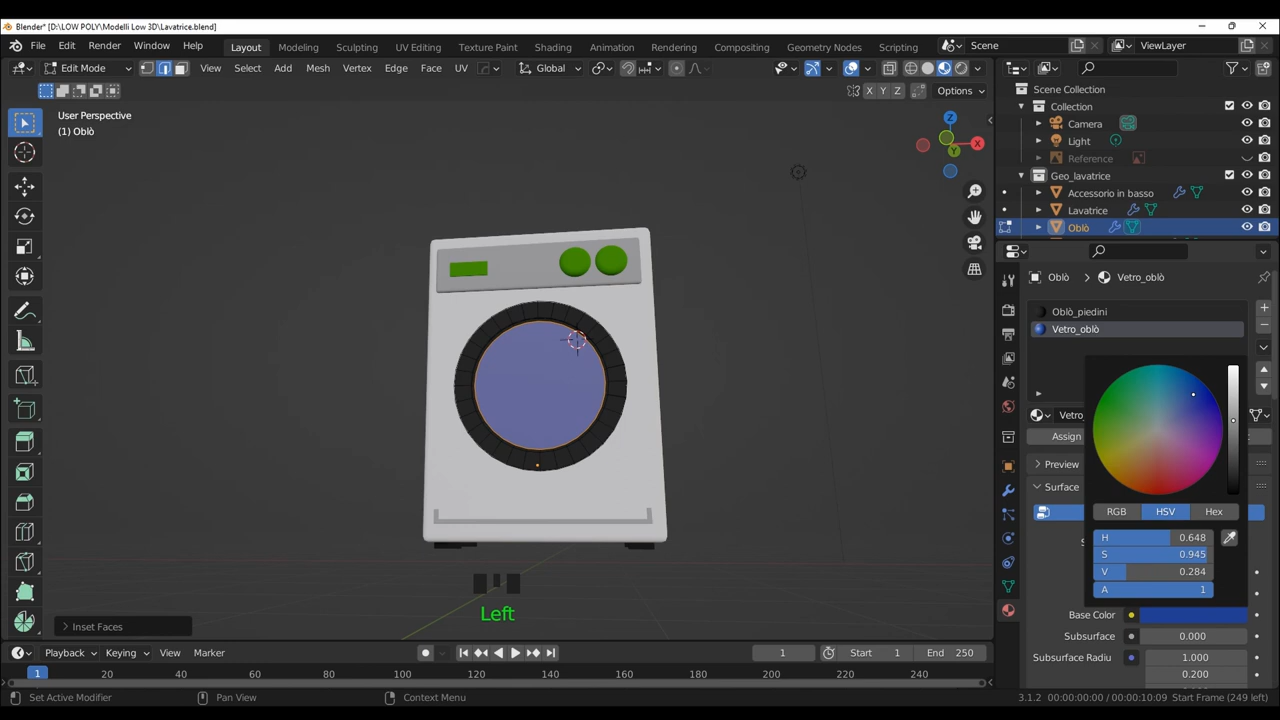 Blender* [D:\LOW POLY\Modelli Low 3D\Lavatrice.blend]
File Edit Render Window Help Layout Modeling Sculpting UV Editing Texture Paint Shading Animation Rendering Compositing Geometry Nodes Scripting Scene ViewLayer
Edit Mode View Select Add Mesh Vertex Edge Face UV Global
X Y Z Options
User Perspective
(1) Oblò
Z
X
Y
Scene Collection
Collection
Camera
Light
Reference
Geo_lavatrice
Accessorio in basso
Lavatrice
Oblò
Oblò > Vetro_oblò
Oblò_piedini
Vetro_oblò
Vetro_
Assign
Preview
Surface
RGB HSV Hex
H 0.648
S 0.945
V 0.284
A 1
Base Color
Subsurface 0.000
Subsurface Radiu 1.000
0.200
Left
Inset Faces
Playback Keying View Marker 1 Start 1 End 250
1 20 40 60 80 100 120 140 160 180 200 220 240
Set Active Modifier Pan View Context Menu 3.1.2 00:00:00:00 / 00:00:10:09 Start Frame (249 left)